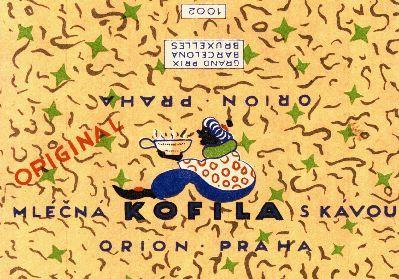 1002
GRAND PRIX
BARCELONA
BRUXELLES
ORION · PRAHA
ORIGINAL
MLÉČNA KOFILA S KÁVOU
ORION · PRAHA